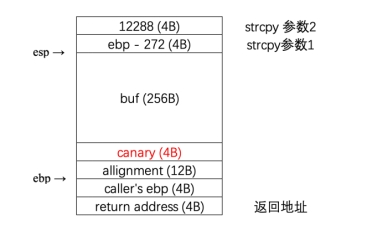 12288 (4B) strcpy 参数2
ebp - 272 (4B) strcpy参数1
esp →
buf (256B)
canary (4B)
allignment (12B)
ebp →
caller's ebp (4B)
return address (4B) 返回地址